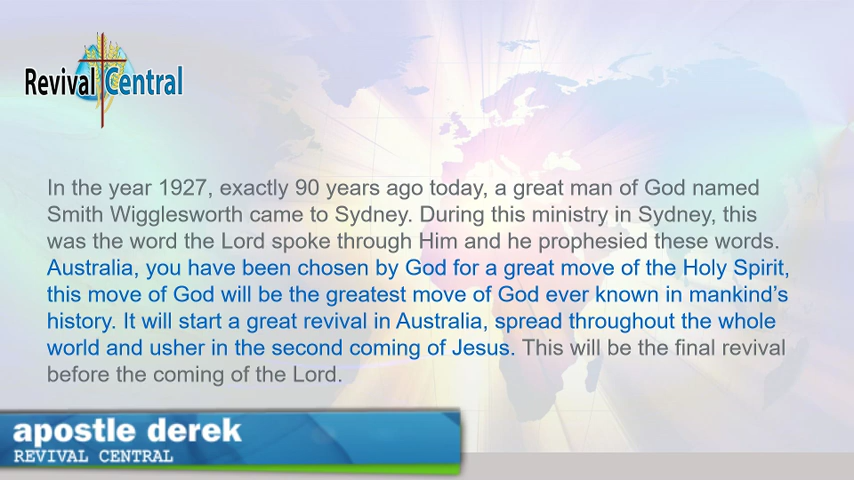 Revival Central
In the year 1927, exactly 90 years ago today, a great man of God named
Smith Wigglesworth came to Sydney. During this ministry in Sydney, this
was the word the Lord spoke through Him and he prophesied these words.
Australia, you have been chosen by God for a great move of the Holy Spirit,
this move of God will be the greatest move of God ever known in mankind's
history. It will start a great revival in Australia, spread throughout the whole
world and usher in the second coming of Jesus. This will be the final revival
before the coming of the Lord.
apostle derek
REVIVAL CENTRAL